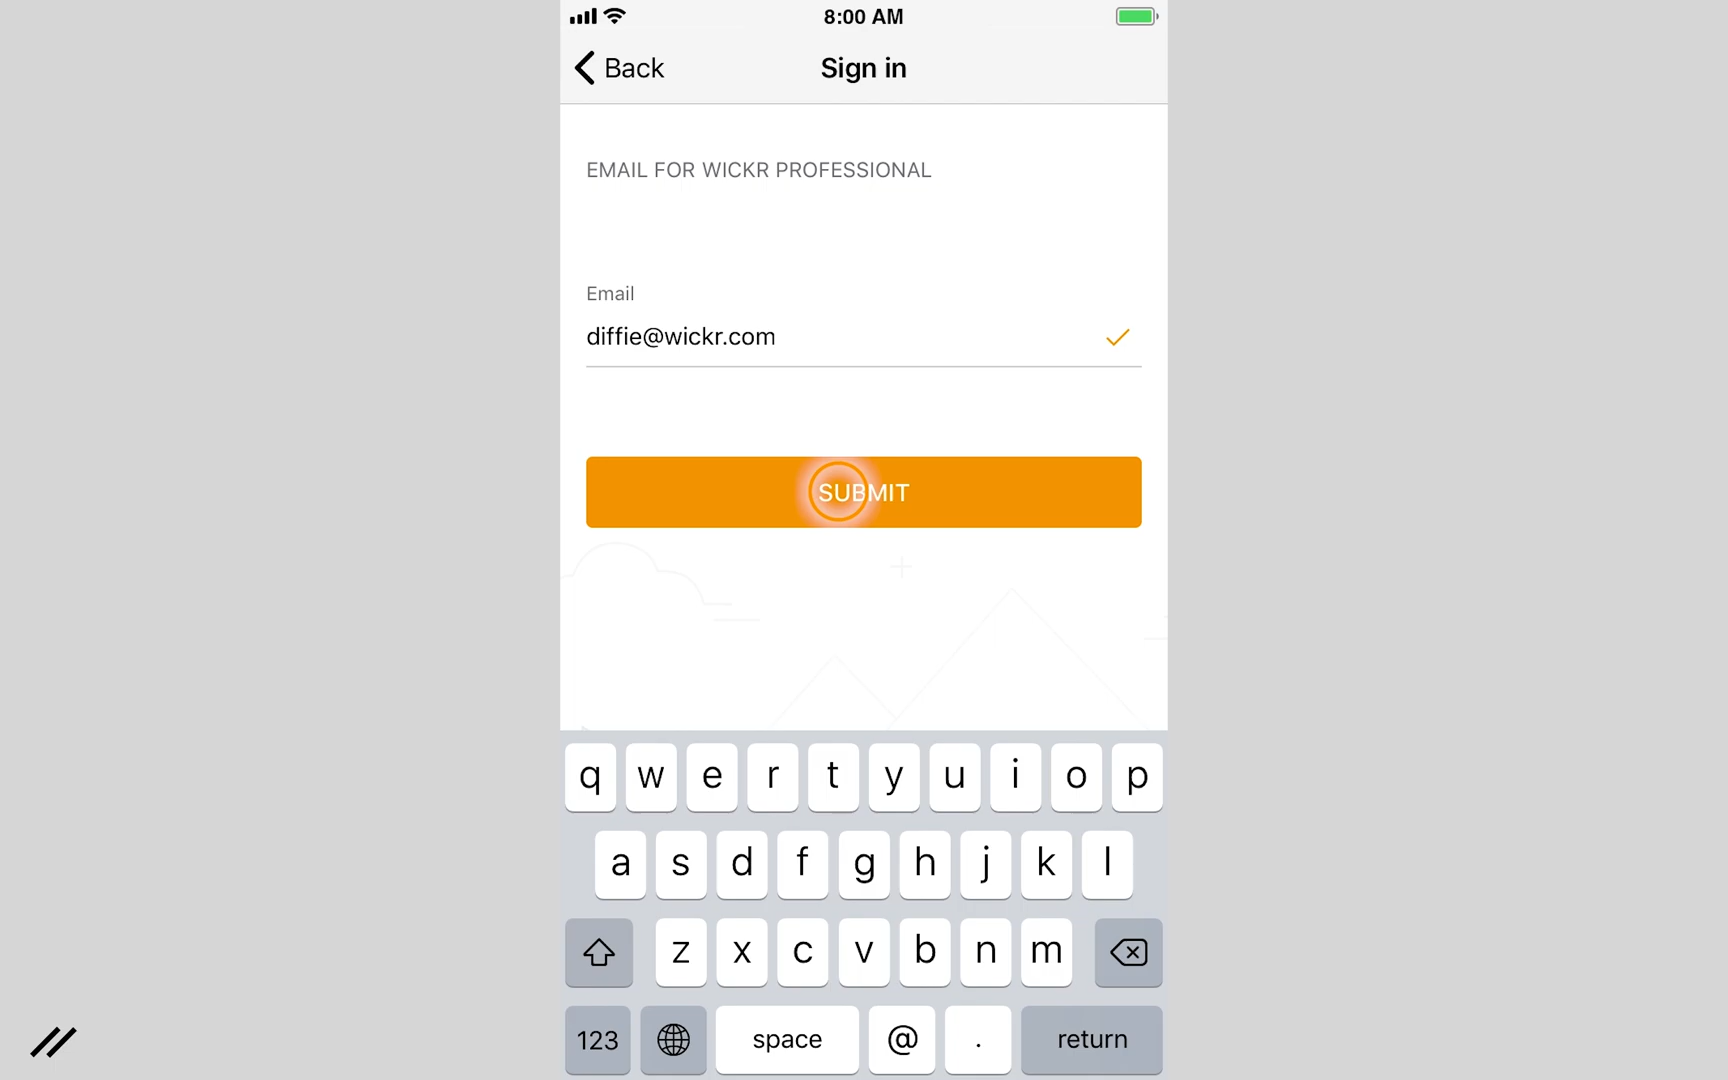 8:00 AM
Back
Sign in
EMAIL FOR WICKR PROFESSIONAL
Email
diffie@wickr.com
SUBMIT
q w e r t y u i o p
a s d f g h j k l
z x c v b n m
123 space @ . return